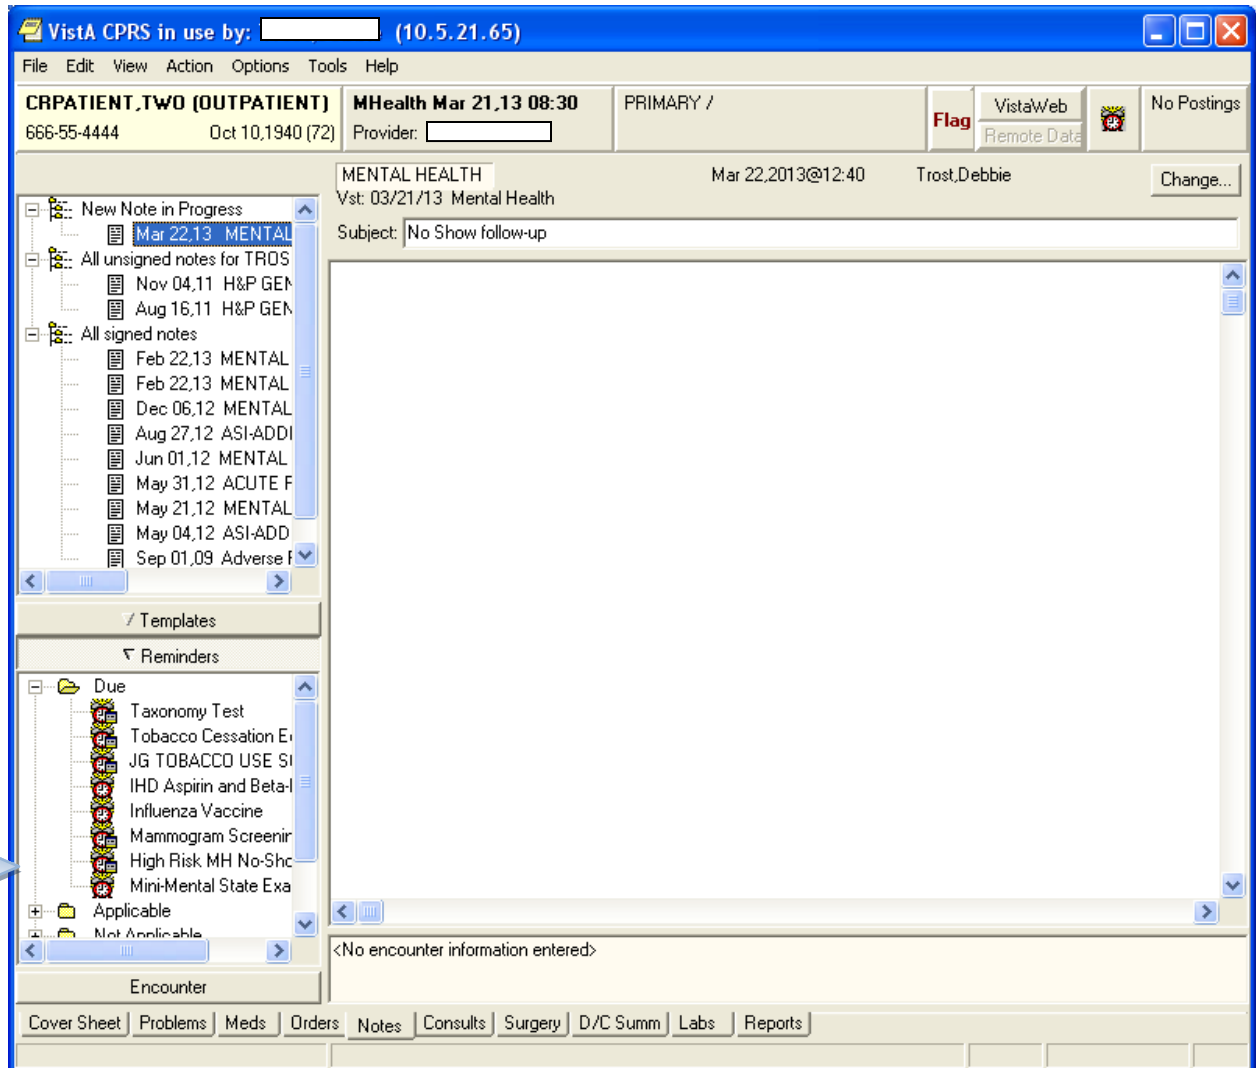 VistA CPRS in use by: (10.5.21.65)
File Edit View Action Options Tools Help
CRPATIENT,TWO (OUTPATIENT) MHealth Mar 21,13 08:30 PRIMARY / Flag VistaWeb No Postings
666-55-4444 Oct 10,1940 (72) Provider: Remote Data
MENTAL HEALTH Mar 22,2013@12:40 Trost,Debbie Change...
Vst: 03/21/13 Mental Health
Subject: No Show follow-up
New Note in Progress
Mar 22,13 MENTAL
All unsigned notes for TROS
Nov 04,11 H&P GEN
Aug 16,11 H&P GEN
All signed notes
Feb 22,13 MENTAL
Feb 22,13 MENTAL
Dec 06,12 MENTAL
Aug 27,12 ASI-ADDI
Jun 01,12 MENTAL
May 31,12 ACUTE F
May 21,12 MENTAL
May 04,12 ASI-ADD
Sep 01,09 Adverse
Templates
Reminders
Due
Taxonomy Test
Tobacco Cessation
JG TOBACCO USE
IHD Aspirin and Beta-
Influenza Vaccine
Mammogram Screenin
High Risk MH No-Sho
Mini-Mental State Exa
Applicable
Not Applicable
<No encounter information entered>
Encounter
Cover Sheet Problems Meds Orders Notes Consults Surgery D/C Summ Labs Reports